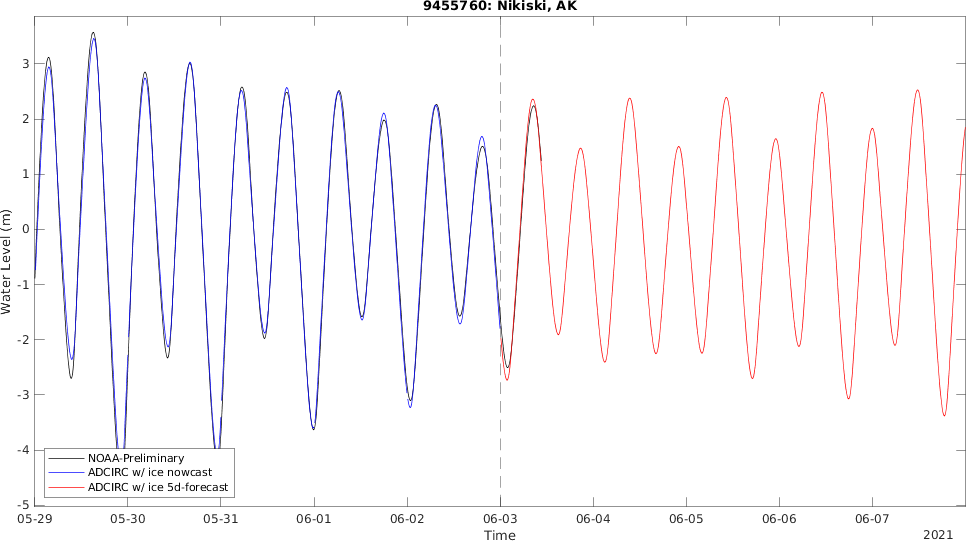 9455760: Nikiski, AK
Water Level (m)
3
2
1
0
-1
-2
-3
-4
-5
NOAA-Preliminary
ADCIRC w/ ice nowcast
ADCIRC w/ ice 5d-forecast
05-29 05-30 05-31 06-01 06-02 06-03 06-04 06-05 06-06 06-07
Time
2021